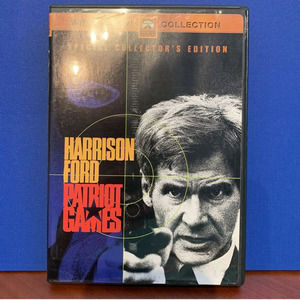 COLLECTION
SPECIAL COLLECTOR'S EDITION
HARRISON
FORD
PATRIOT
GAMES